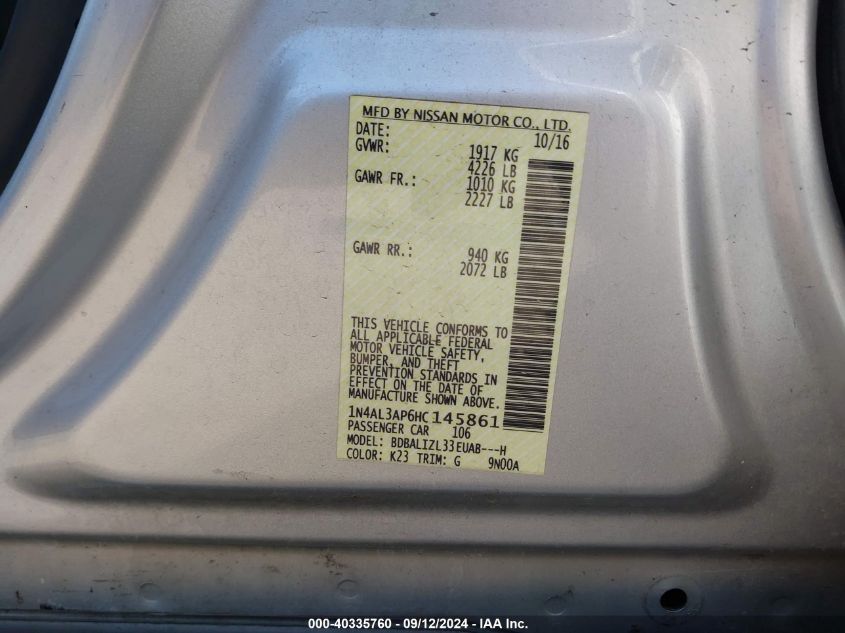 MFD BY NISSAN MOTOR CO., LTD.
DATE: 10/16
GVWR: 1917 KG
4226 LB
GAWR FR.: 1010 KG
2227 LB
GAWR RR.: 940 KG
2072 LB
THIS VEHICLE CONFORMS TO
ALL APPLICABLE FEDERAL
MOTOR VEHICLE SAFETY,
BUMPER, AND THEFT
PREVENTION STANDARDS IN
EFFECT ON THE DATE OF
MANUFACTURE SHOWN ABOVE.
1N4AL3AP6HC145861
PASSENGER CAR 106
MODEL: BDBALIZL33EUAB---H
COLOR: K23 TRIM: G 9N00A
000-40335760 - 09/12/2024 - IAA Inc.